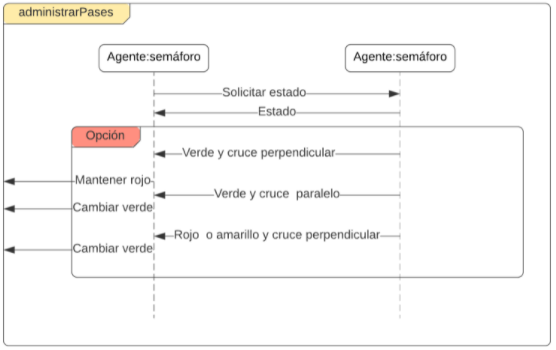 administrarPases
Agente:semáforo
Agente:semáforo
Solicitar estado
Estado
Opción
Verde y cruce perpendicular
Mantener rojo
Verde y cruce paralelo
Cambiar verde
Rojo o amarillo y cruce perpendicular
Cambiar verde